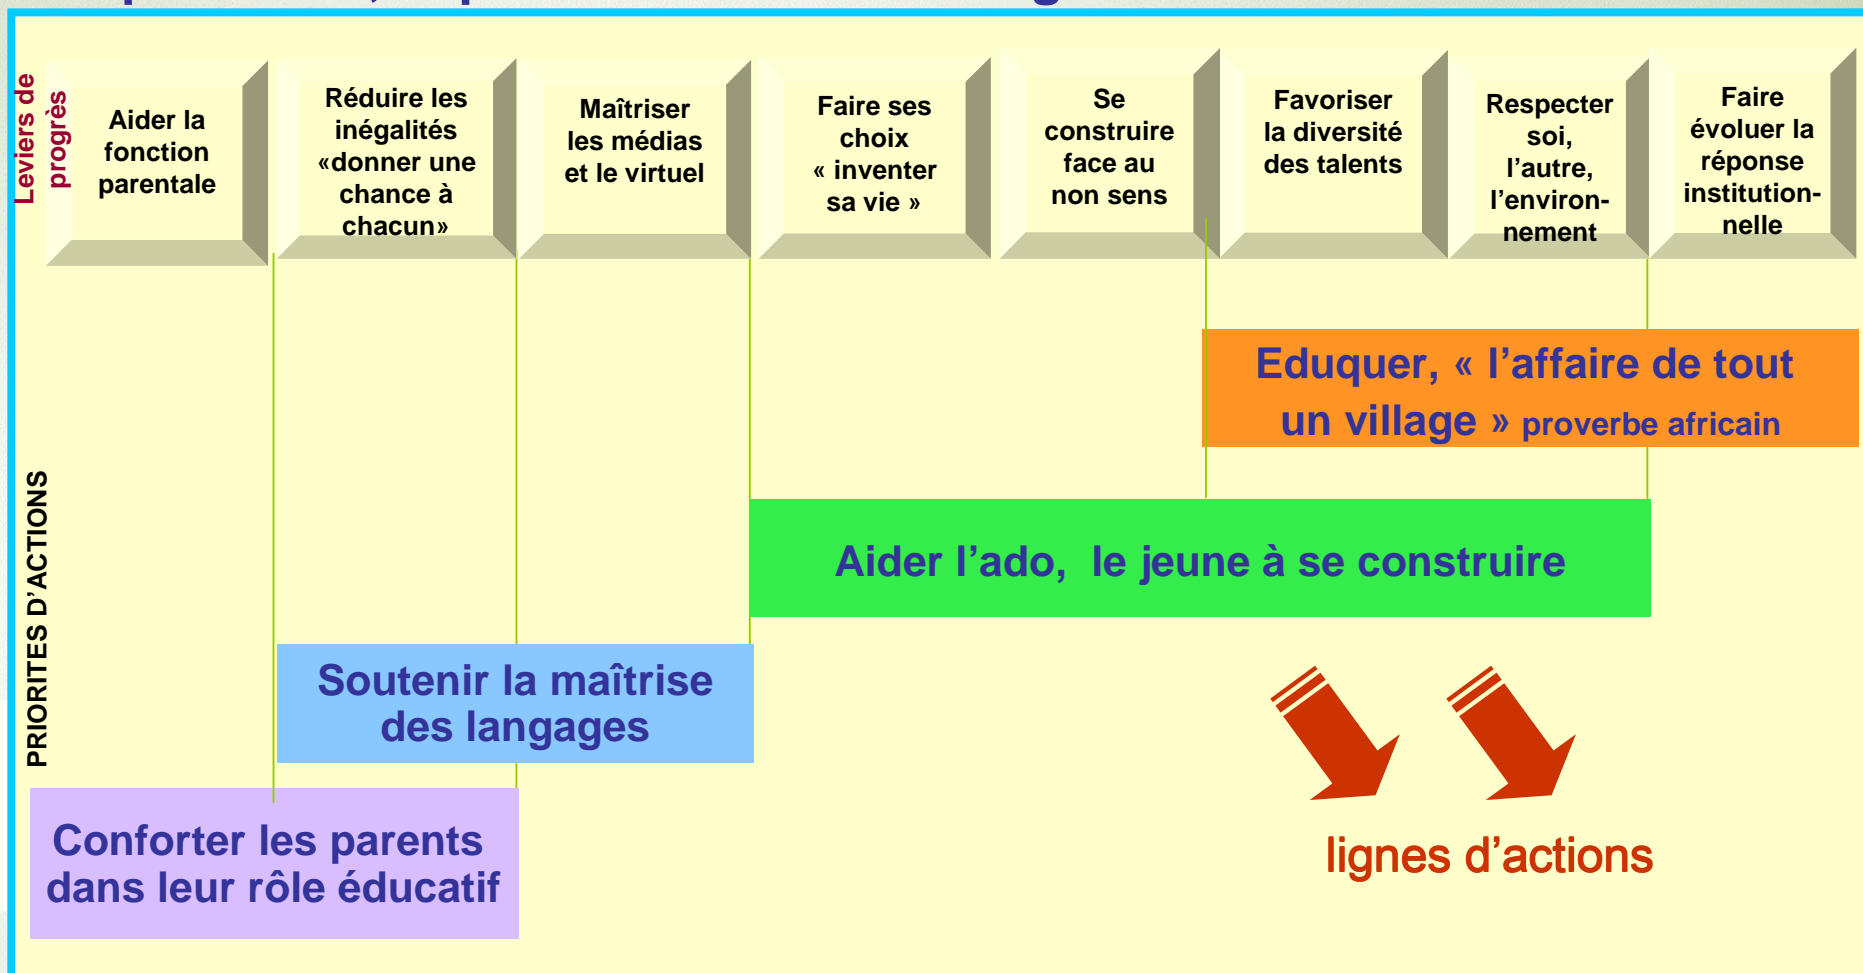 Leviers de
progrès
Aider la
fonction
parentale
Réduire les
inégalités
«donner une
chance à
chacun»
Maîtriser
les médias
et le virtuel
Faire ses
choix
« inventer
sa vie »
Se
construire
face au
non sens
Favoriser
la diversité
des talents
Respecter
soi,
l’autre,
l’environ-
nement
Faire
évoluer la
réponse
institution-
nelle
Eduquer, « l’affaire de tout
un village » proverbe africain
PRIORITES D’ACTIONS
Aider l’ado, le jeune à se construire
Soutenir la maîtrise
des langages
Conforter les parents
dans leur rôle éducatif
lignes d’actions